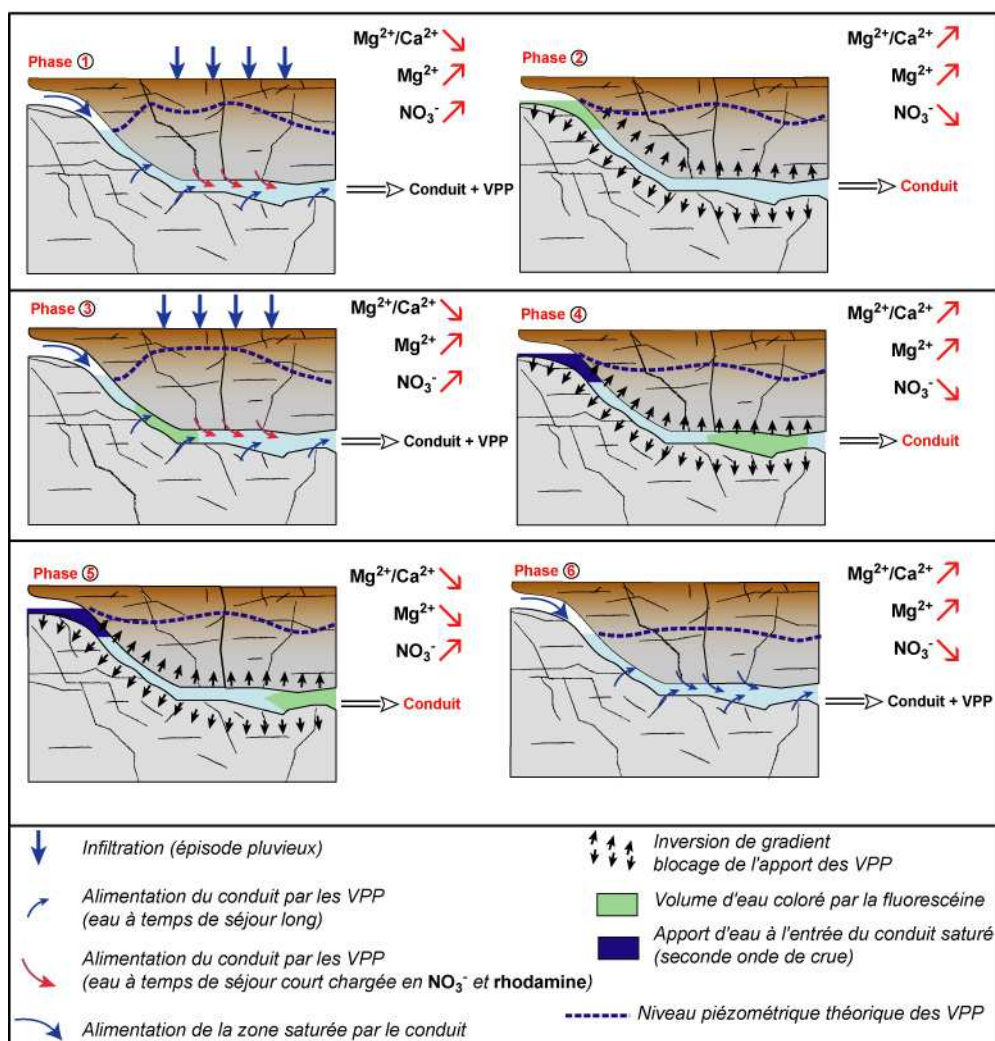 Phase ①
Mg²⁺/Ca²⁺ ↘
Mg²⁺ ↗
NO₃⁻ ↗
Conduit + VPP
Phase ②
Mg²⁺/Ca²⁺ ↗
Mg²⁺ ↗
NO₃⁻ ↘
Conduit
Phase ③
Mg²⁺/Ca²⁺ ↘
Mg²⁺ ↗
NO₃⁻ ↗
Conduit + VPP
Phase ④
Mg²⁺/Ca²⁺ ↗
Mg²⁺ ↗
NO₃⁻ ↘
Conduit
Phase ⑤
Mg²⁺/Ca²⁺ ↘
Mg²⁺ ↘
NO₃⁻ ↗
Conduit
Phase ⑥
Mg²⁺/Ca²⁺ ↗
Mg²⁺ ↗
NO₃⁻ ↘
Conduit + VPP
Infiltration (épisode pluvieux)
Alimentation du conduit par les VPP
(eau à temps de séjour long)
Alimentation du conduit par les VPP
(eau à temps de séjour court chargée en NO₃⁻ et rhodamine)
Alimentation de la zone saturée par le conduit
Inversion de gradient
blocage de l'apport des VPP
Volume d'eau coloré par la fluorescéine
Apport d'eau à l'entrée du conduit saturé
(seconde onde de crue)
Niveau piézométrique théorique des VPP